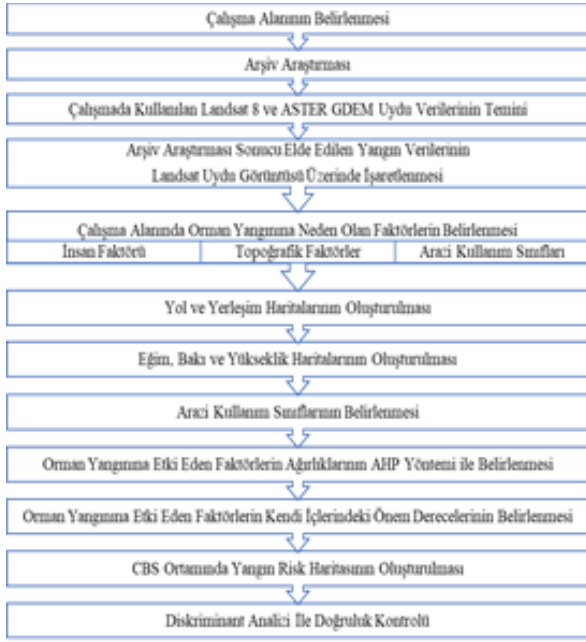 Çalışma Alanının Belirlenmesi
Arşiv Araştırması
Çalışmada Kullanılan Landsat 8 ve ASTER GDEM Uydu Verilerinin Temini
Arşiv Araştırması Sonucu Elde Edilen Yangın Verilerinin
Landsat Uydu Görüntüsü Üzerinde İşaretlenmesi
Çalışma Alanında Orman Yangınına Neden Olan Faktörlerin Belirlenmesi
İnsan Faktörü Topoğrafik Faktörler Arazi Kullanım Sınıfları
Yol ve Yerleşim Haritalarının Oluşturulması
Eğim, Bakı ve Yükseklik Haritalarının Oluşturulması
Arazi Kullanım Sınıflarının Belirlenmesi
Orman Yangınına Etki Eden Faktörlerin Ağırlıklarının AHP Yöntemi ile Belirlenmesi
Orman Yangınına Etki Eden Faktörlerin Kendi İçlerindeki Önem Derecelerinin Belirlenmesi
CBS Ortamında Yangın Risk Haritasının Oluşturulması
Diskriminant Analizi İle Doğruluk Kontrolü